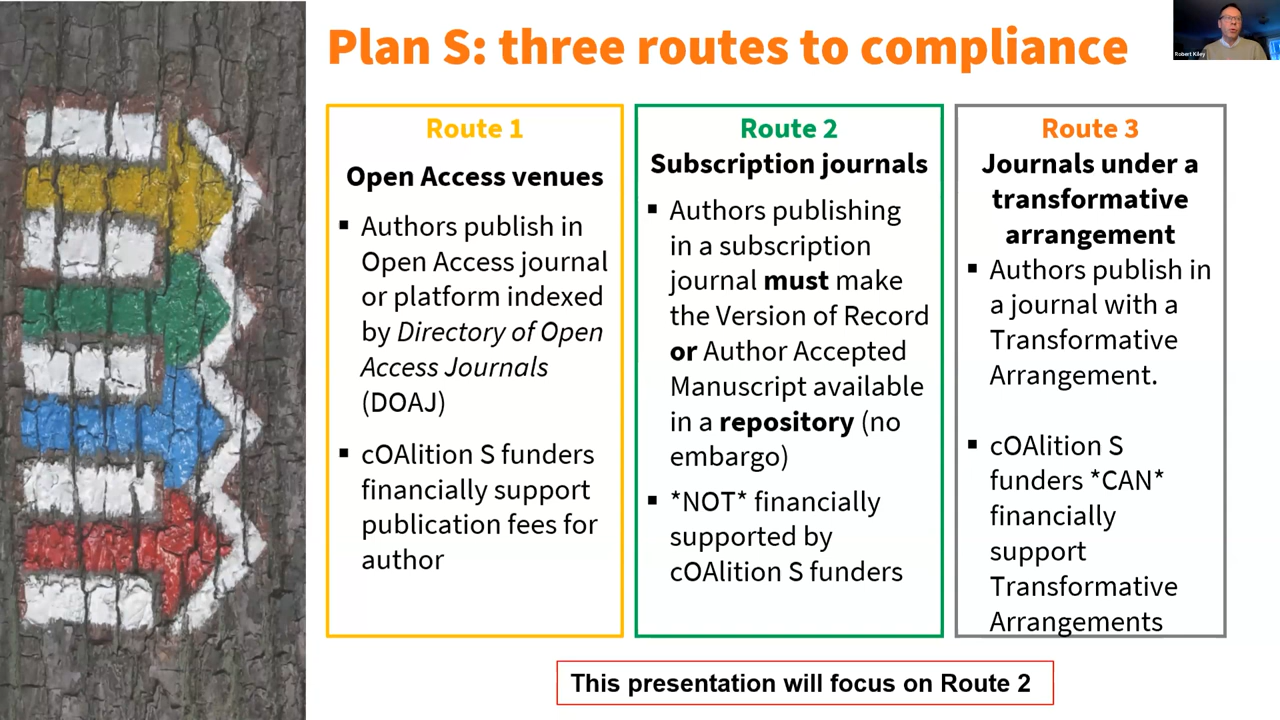 Plan S: three routes to compliance
Robert Kiley
Route 1
Open Access venues
▪ Authors publish in
Open Access journal
or platform indexed
by Directory of Open
Access Journals
(DOAJ)
▪ cOAlition S funders
financially support
publication fees for
author
Route 2
Subscription journals
▪ Authors publishing
in a subscription
journal must make
the Version of Record
or Author Accepted
Manuscript available
in a repository (no
embargo)
▪ *NOT* financially
supported by
cOAlition S funders
Route 3
Journals under a
transformative
arrangement
▪ Authors publish in
a journal with a
Transformative
Arrangement.
▪ cOAlition S
funders *CAN*
financially
support
Transformative
Arrangements
This presentation will focus on Route 2